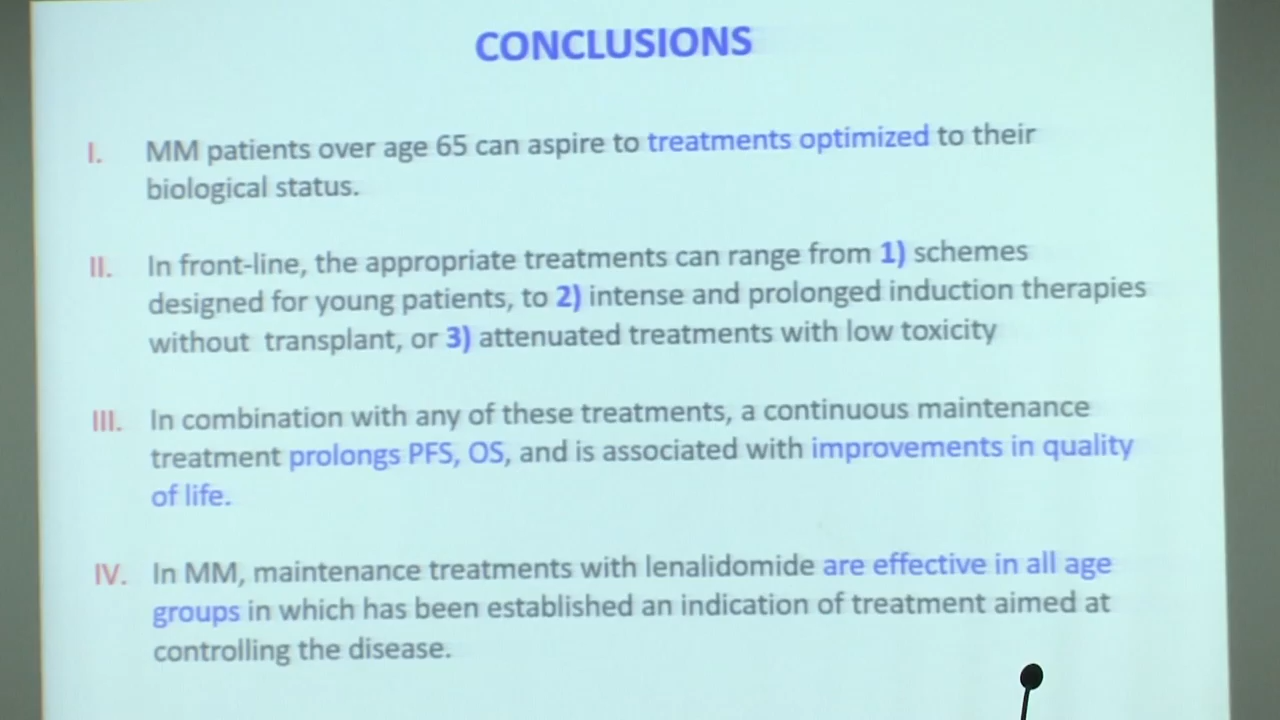 CONCLUSIONS
I. MM patients over age 65 can aspire to treatments optimized to their
biological status.
II. In front-line, the appropriate treatments can range from 1) schemes
designed for young patients, to 2) intense and prolonged induction therapies
without transplant, or 3) attenuated treatments with low toxicity
III. In combination with any of these treatments, a continuous maintenance
treatment prolongs PFS, OS, and is associated with improvements in quality
of life.
IV. In MM, maintenance treatments with lenalidomide are effective in all age
groups in which has been established an indication of treatment aimed at
controlling the disease.